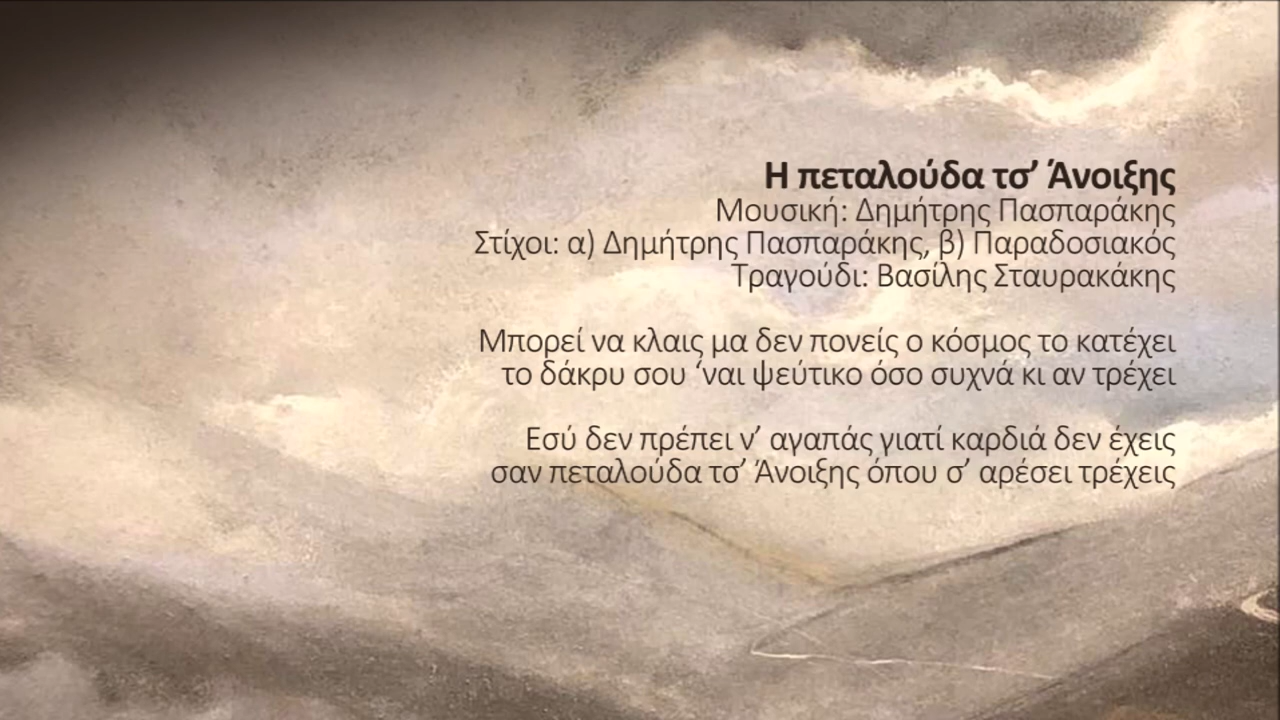 Η πεταλούδα τσ’ Άνοιξης
Μουσική: Δημήτρης Πασπαράκης
Στίχοι: α) Δημήτρης Πασπαράκης, β) Παραδοσιακός
Τραγούδι: Βασίλης Σταυρακάκης
Μπορεί να κλαις μα δεν πονείς ο κόσμος το κατέχει
το δάκρυ σου ‘ναι ψεύτικο όσο συχνά κι αν τρέχει
Εσύ δεν πρέπει ν’ αγαπάς γιατί καρδιά δεν έχεις
σαν πεταλούδα τσ’ Άνοιξης όπου σ’ αρέσει τρέχεις